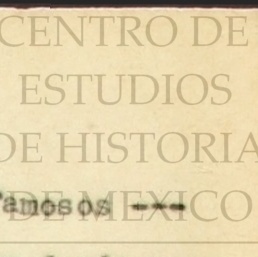 CENTRO DE
ESTUDIOS
DE HISTORIA
DE MEXICO
famosos ---